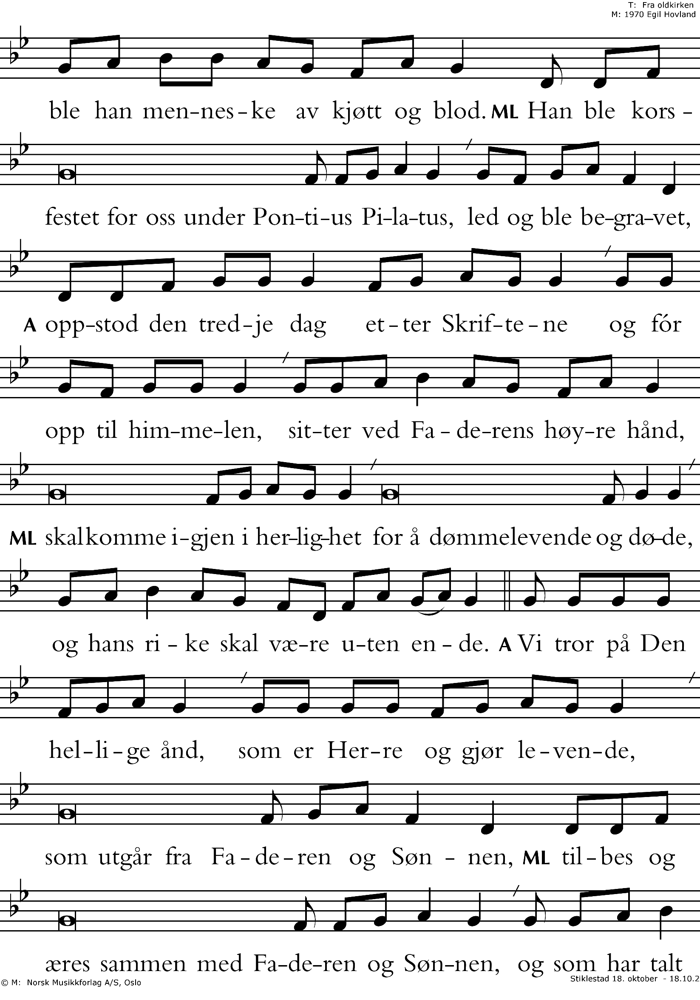 T: Fra oldkirken
M: 1970 Egil Hovland
ble han men-nes-ke av kjøtt og blod. ML Han ble kors-
festet for oss under Pon-ti-us Pi-la-tus, led og ble be-gra-vet,
A opp-stod den tred-je dag et-ter Skrif-te-ne og fór
opp til him-me-len, sit-ter ved Fa-de-rens høy-re hånd,
ML skal komme i-gjen i her-lig-het for å dømme levende og dø-de,
og hans ri-ke skal væ-re u-ten en-de. A Vi tror på Den
hel-li-ge ånd, som er Her-re og gjør le-ven-de,
som utgår fra Fa-de-ren og Søn-nen, ML til-bes og
æres sammen med Fa-de-ren og Søn-nen, og som har talt
© M: Norsk Musikkforlag A/S, Oslo
Stiklestad 18. oktober - 18.10.2